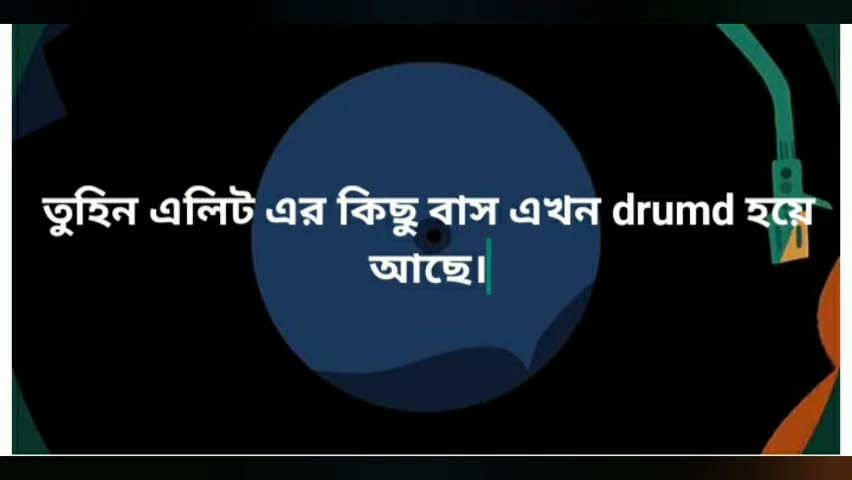 তুহিন এলিট এর কিছু বাস এখন drumd হয়ে
আছে।